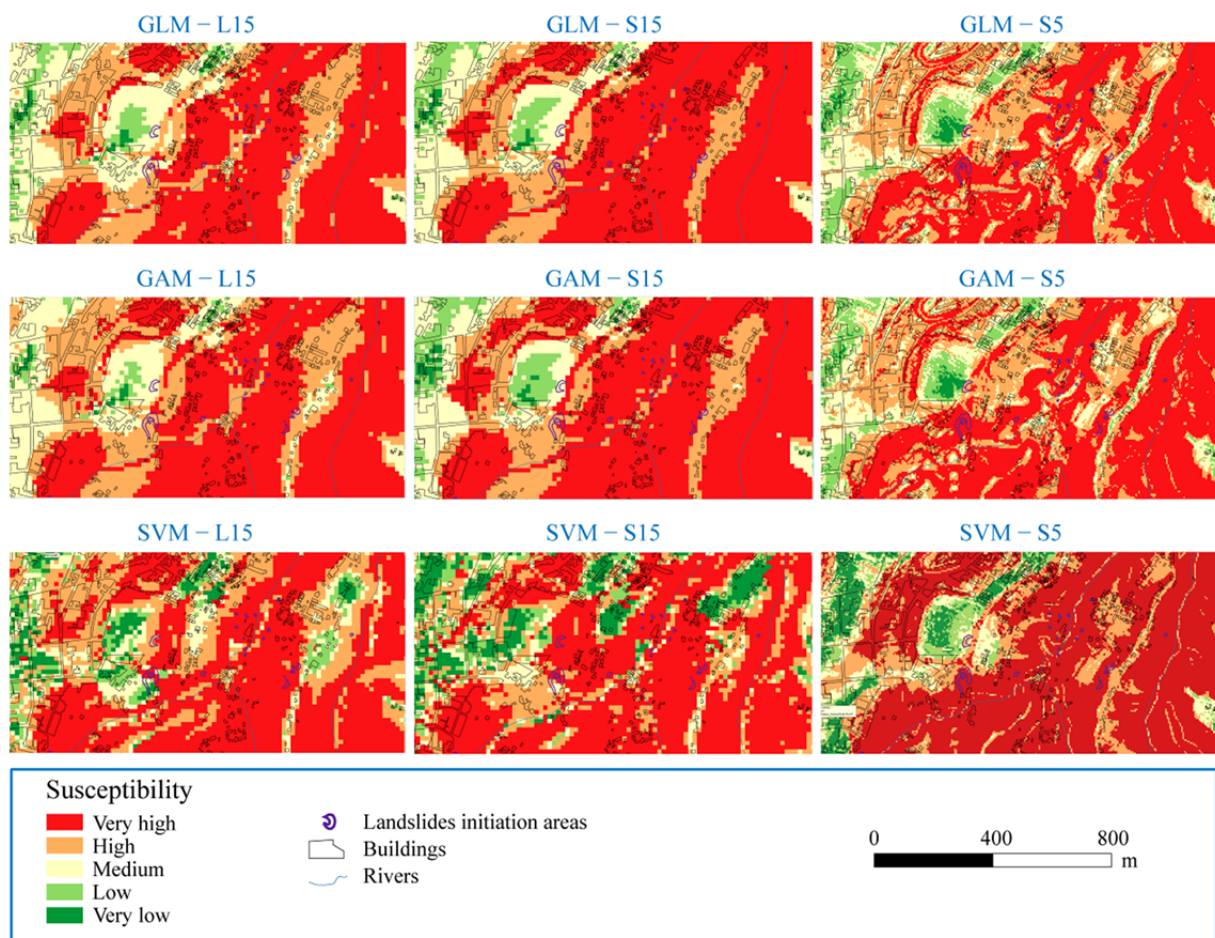 GLM − L15
GLM − S15
GLM − S5
GAM − L15
GAM − S15
GAM − S5
SVM − L15
SVM − S15
SVM − S5
Susceptibility
Very high
High
Medium
Low
Very low
Landslides initiation areas
Buildings
Rivers
0 400 800
m